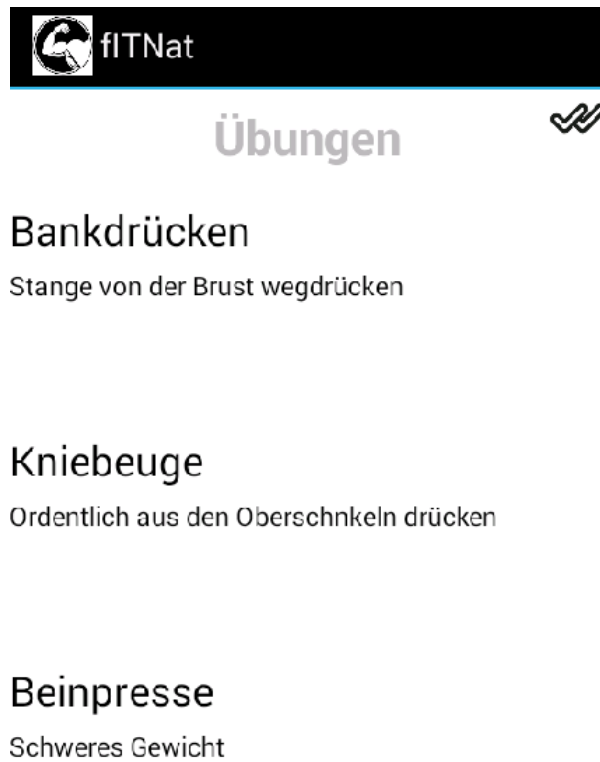 fITNat
Übungen
Bankdrücken
Stange von der Brust wegdrücken
Kniebeuge
Ordentlich aus den Oberschnkeln drücken
Beinpresse
Schweres Gewicht